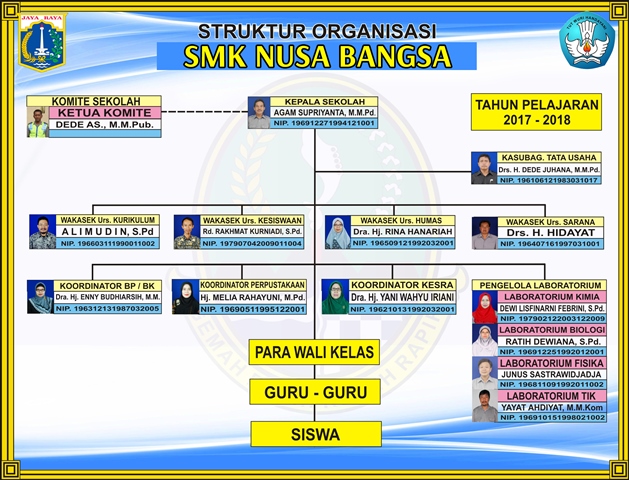 JAYA RAYA
STRUKTUR ORGANISASI
SMK NUSA BANGSA
TUT WURI HANDAYANI
KOMITE SEKOLAH
KETUA KOMITE
DEDE AS., M.M.Pub.
KEPALA SEKOLAH
AGAM SUPRIYANTA, M.M.Pd.
NIP. 196912271994121001
TAHUN PELAJARAN
2017 - 2018
KASUBAG. TATA USAHA
Drs. H. DEDE JUHANA, M.M.Pd.
NIP. 196106121983031017
WAKASEK Urs. KURIKULUM
ALIMUDIN, S.Pd
NIP. 196603111990011002
WAKASEK Urs. KESISWAAN
Rd. RAKHMAT KURNIADI, S.Pd
NIP. 197907042009011004
WAKASEK Urs. HUMAS
Dra. Hj. RINA HANARIAH
NIP. 196509121992032001
WAKASEK Urs. SARANA
Drs. H. HIDAYAT
NIP. 196407161997031001
KOORDINATOR BP / BK
Dra. Hj. ENNY BUDHIARSIH, M.M.
NIP. 196312131987032005
KOORDINATOR PERPUSTAKAAN
Hj. MELIA RAHAYUNI, M.Pd.
NIP. 196905111995122001
KOORDINATOR KESRA
Dra. Hj. YANI WAHYU IRIANI
NIP. 196210131992032001
PENGELOLA LABORATORIUM
LABORATORIUM KIMIA
DEWI LISFINARNI FEBRINI, S.Pd.
NIP. 197902122003122009
LABORATORIUM BIOLOGI
RATIH DEWIANA, S.Pd.
NIP. 196912251992012001
LABORATORIUM FISIKA
JUNUS SASTRAWIDJADJA
NIP. 196811091992011002
LABORATORIUM TIK
YAYAT AHDIYAT, M.M.Kom
NIP. 196910151998021002
PARA WALI KELAS
GURU - GURU
SISWA